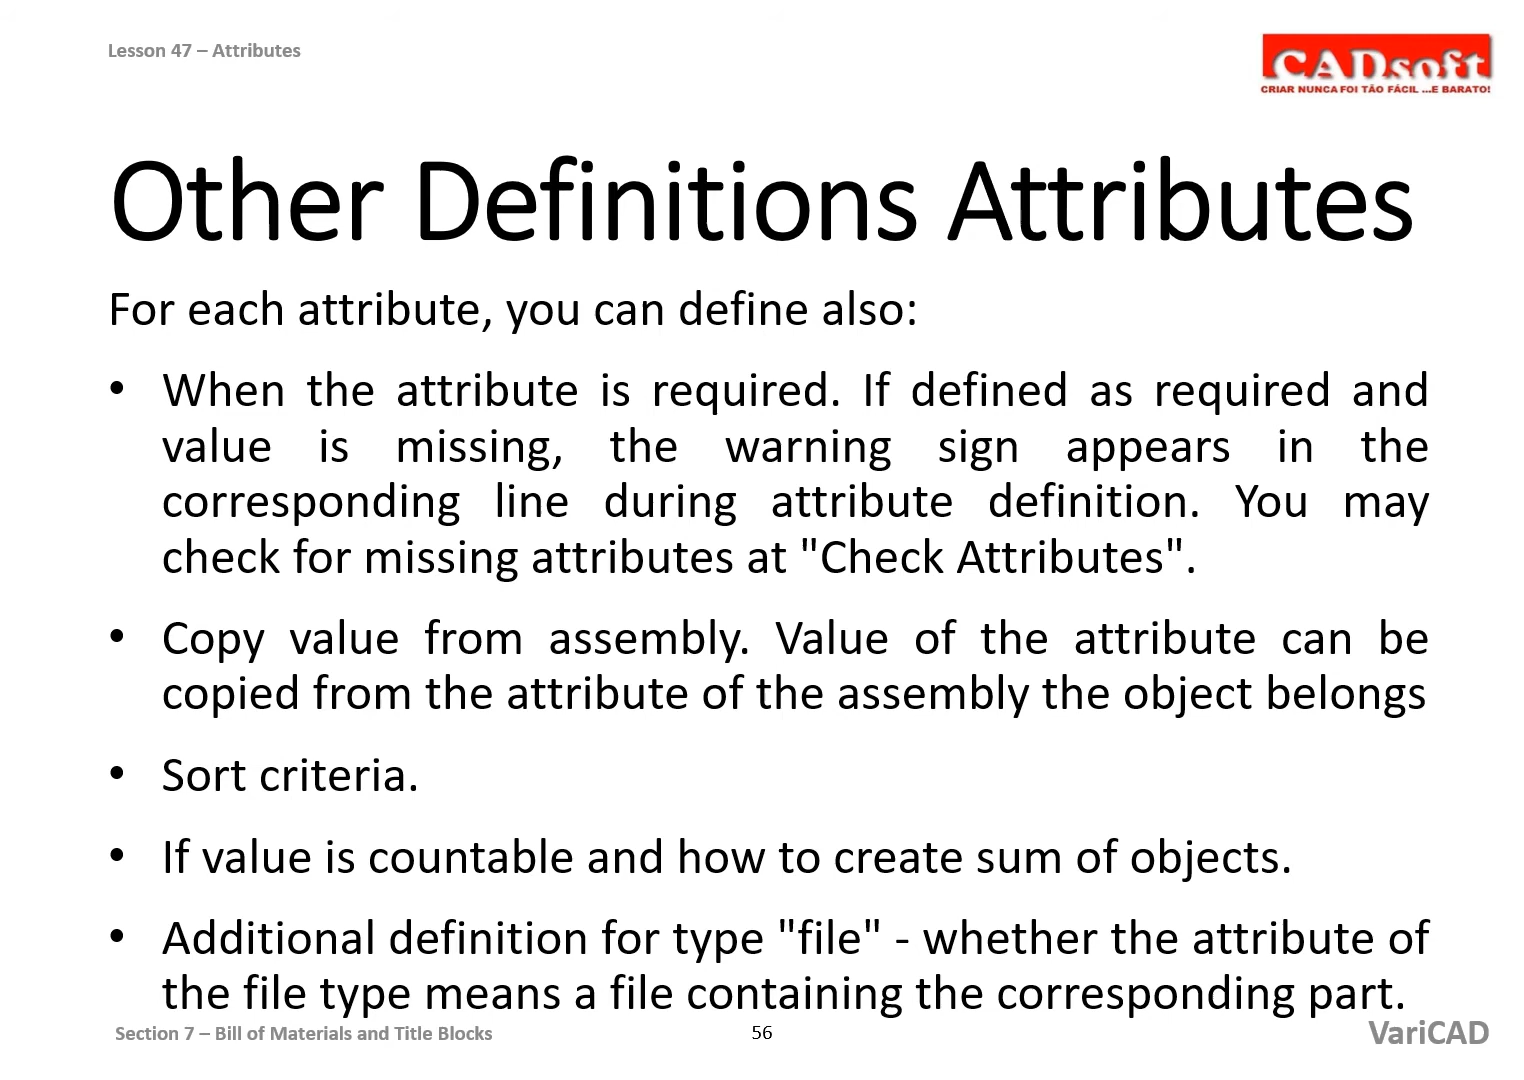 Lesson 47 – Attributes
CADsoft
CRIAR NUNCA FOI TÃO FÁCIL ...E BARATO!
Other Definitions Attributes
For each attribute, you can define also:
• When the attribute is required. If defined as required and
value is missing, the warning sign appears in the
corresponding line during attribute definition. You may
check for missing attributes at "Check Attributes".
• Copy value from assembly. Value of the attribute can be
copied from the attribute of the assembly the object belongs
• Sort criteria.
• If value is countable and how to create sum of objects.
• Additional definition for type "file" - whether the attribute of
the file type means a file containing the corresponding part.
Section 7 – Bill of Materials and Title Blocks
56
VariCAD